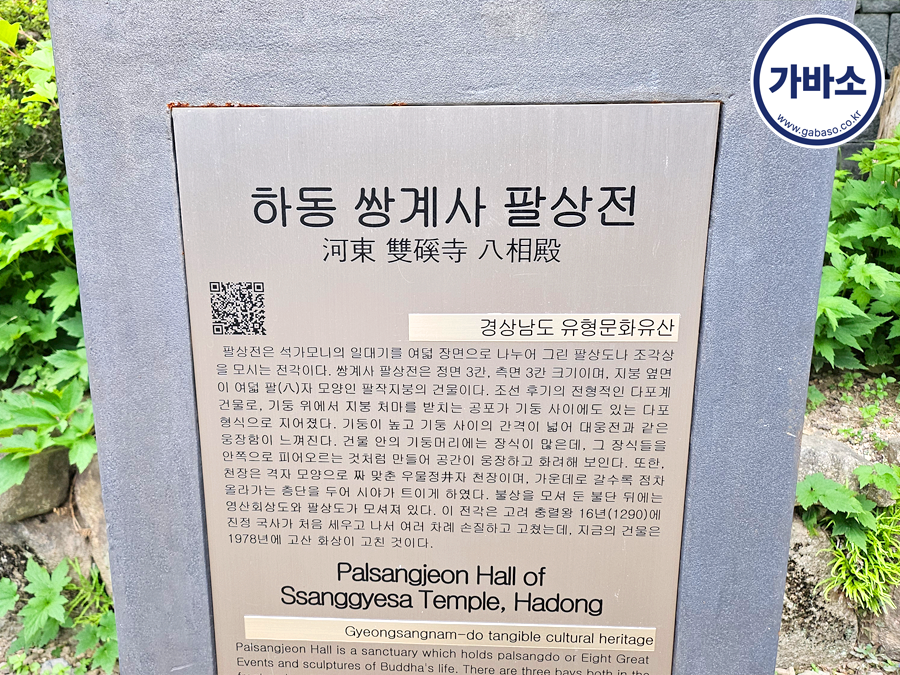 가바소
www.gabaso.co.kr
하동 쌍계사 팔상전
河東 雙磎寺 八相殿
경상남도 유형문화유산
팔상전은 석가모니의 일대기를 여덟 장면으로 나누어 그린 팔상도나 조각상
을 모시는 전각이다. 쌍계사 팔상전은 정면 3칸, 측면 3칸 크기이며, 지붕 옆면
이 여덟 팔(八)자 모양인 팔작지붕의 건물이다. 조선 후기의 전형적인 다포계
건물로, 기둥 위에서 지붕 처마를 받치는 공포가 기둥 사이에도 있는 다포
형식으로 지어졌다. 기둥이 높고 기둥 사이의 간격이 넓어 대웅전과 같은
웅장함이 느껴진다. 건물 안의 기둥머리에는 장식이 많은데, 그 장식들을
안쪽으로 피어오르는 것처럼 만들어 공간이 웅장하고 화려해 보인다. 또한,
천장은 격자 모양으로 짜 맞춘 우물정井자 천장이며, 가운데로 갈수록 점차
올라가는 층단을 두어 시야가 트이게 하였다. 불상을 모셔 둔 불단 뒤에는
영산회상도와 팔상도가 모셔져 있다. 이 전각은 고려 충렬왕 16년(1290)에
진정 국사가 처음 세우고 나서 여러 차례 손질하고 고쳤는데, 지금의 건물은
1978년에 고산 화상이 고친 것이다.
Palsangjeon Hall of
Ssanggyesa Temple, Hadong
Gyeongsangnam-do tangible cultural heritage
Palsangjeon Hall is a sanctuary which holds palsangdo or Eight Great
Events and sculptures of Buddha's life. There are three bays both in the